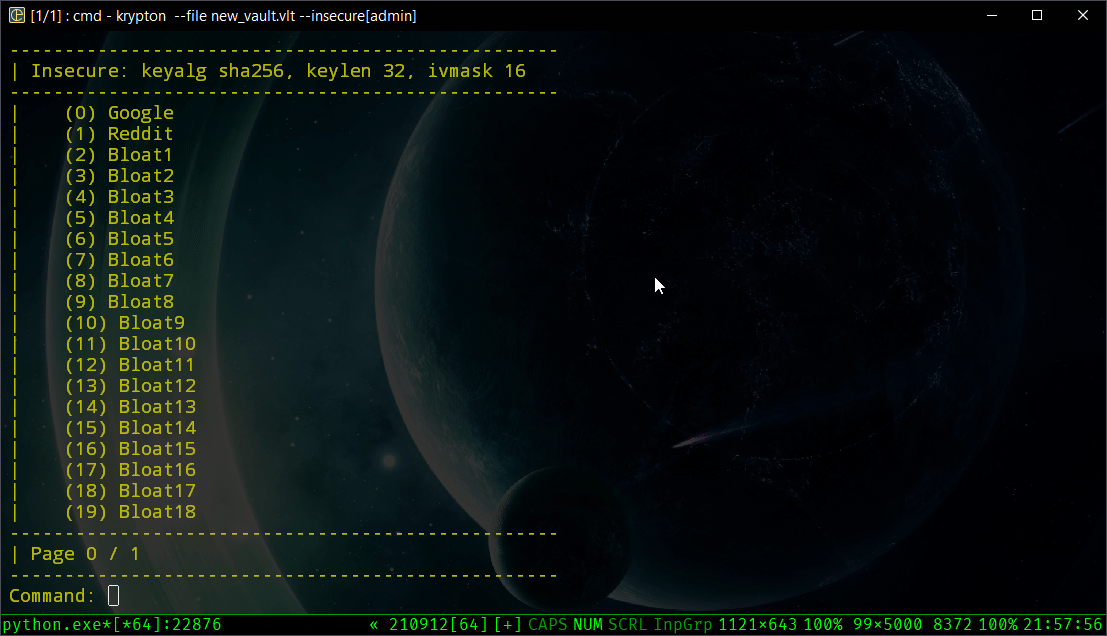 [1/1] : cmd - krypton  --file new_vault.vlt --insecure[admin]
--------------------------------------------------
| Insecure: keyalg sha256, keylen 32, ivmask 16
--------------------------------------------------
|    (0) Google
|    (1) Reddit
|    (2) Bloat1
|    (3) Bloat2
|    (4) Bloat3
|    (5) Bloat4
|    (6) Bloat5
|    (7) Bloat6
|    (8) Bloat7
|    (9) Bloat8
|    (10) Bloat9
|    (11) Bloat10
|    (12) Bloat11
|    (13) Bloat12
|    (14) Bloat13
|    (15) Bloat14
|    (16) Bloat15
|    (17) Bloat16
|    (18) Bloat17
|    (19) Bloat18
--------------------------------------------------
| Page 0 / 1
--------------------------------------------------
Command:
python.exe*[*64]:22876 « 210912[64] [+] CAPS NUM SCRL InpGrp 1121×643 100% 99×5000 8372 100% 21:57:56